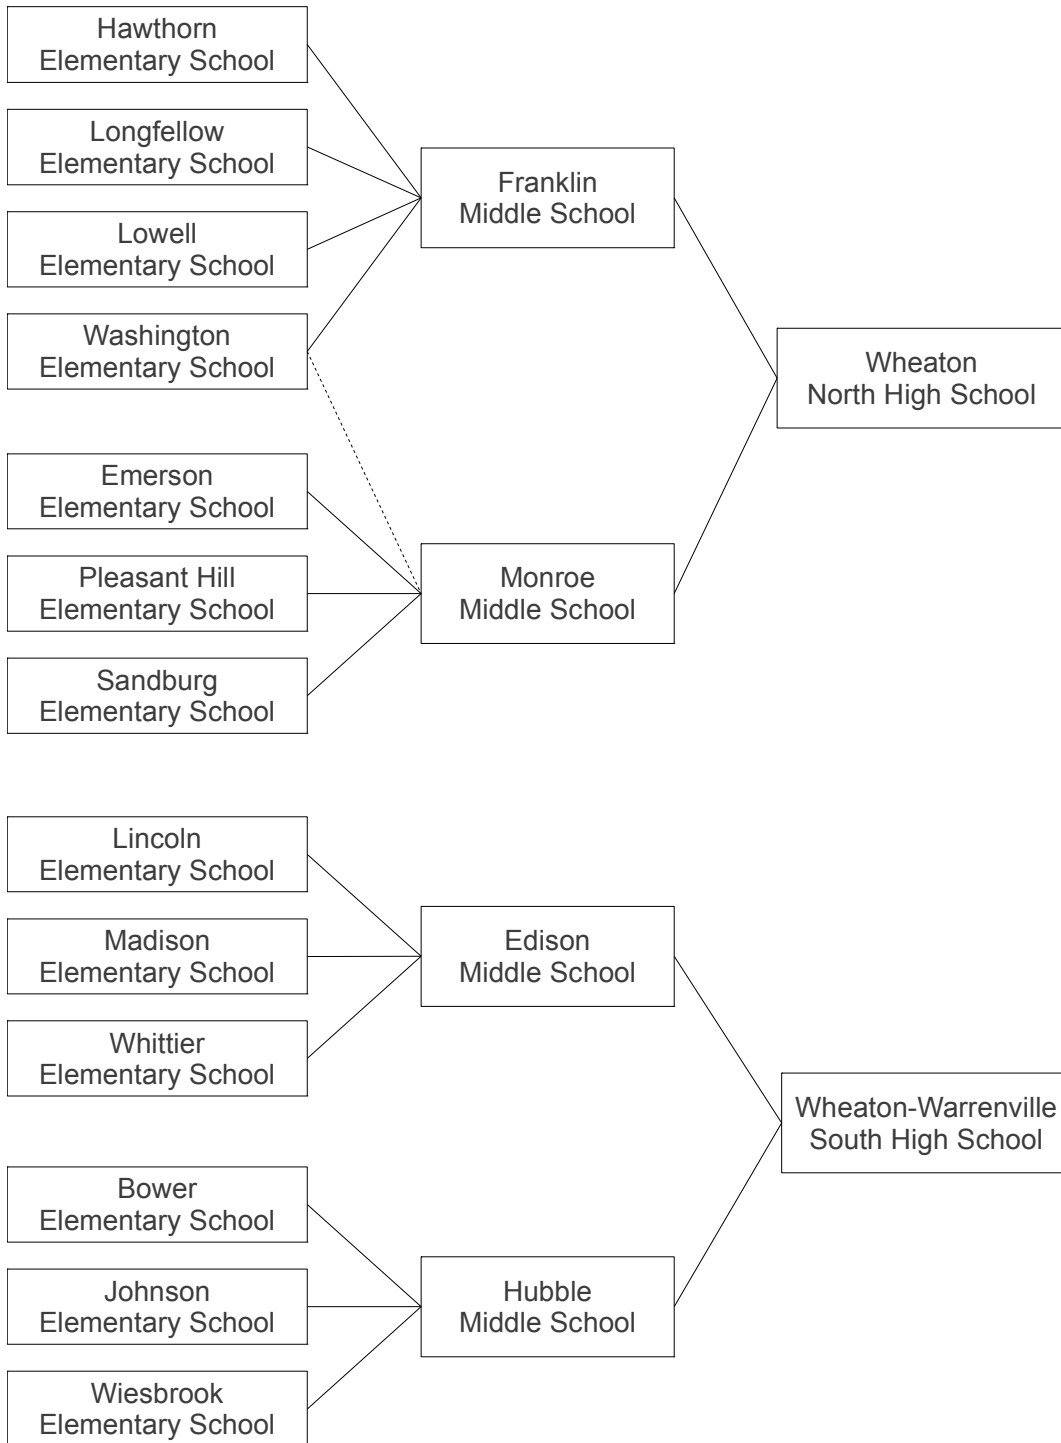 Hawthorn
Elementary School
Longfellow
Elementary School
Lowell
Elementary School
Washington
Elementary School
Emerson
Elementary School
Pleasant Hill
Elementary School
Sandburg
Elementary School
Lincoln
Elementary School
Madison
Elementary School
Whittier
Elementary School
Bower
Elementary School
Johnson
Elementary School
Wiesbrook
Elementary School
Franklin
Middle School
Monroe
Middle School
Edison
Middle School
Hubble
Middle School
Wheaton
North High School
Wheaton-Warrenville
South High School